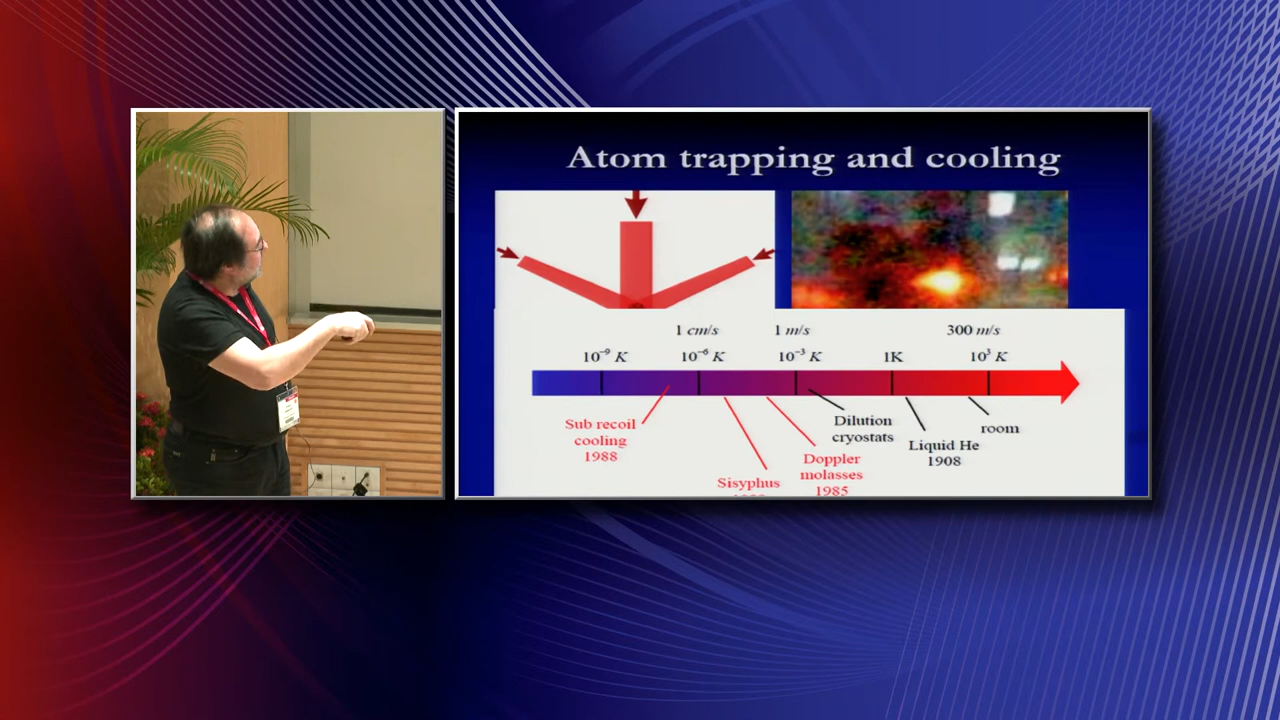 Atom trapping and cooling
1 cm/s 1 m/s 300 m/s
10⁻⁹ K 10⁻⁶ K 10⁻³ K 1K 10³ K
Sub recoil
cooling
1988
Sisyphus
Doppler
molasses
1985
Dilution
cryostats
Liquid He
1908
room